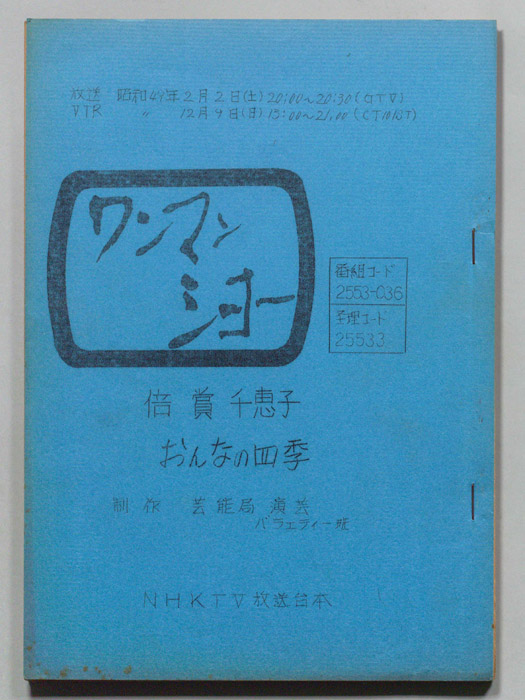 放送 昭和49年2月2日(土)20:00~20:30(GTV)
VTR 〃 12月9日(日)15:00~21:00(CT101ST)
ワンマン
ショー
番組コード
2553-036
整理コード
25533
倍賞千恵子
おんなの四季
制作 芸能局 演芸
バラエティー班
NHKTV放送台本